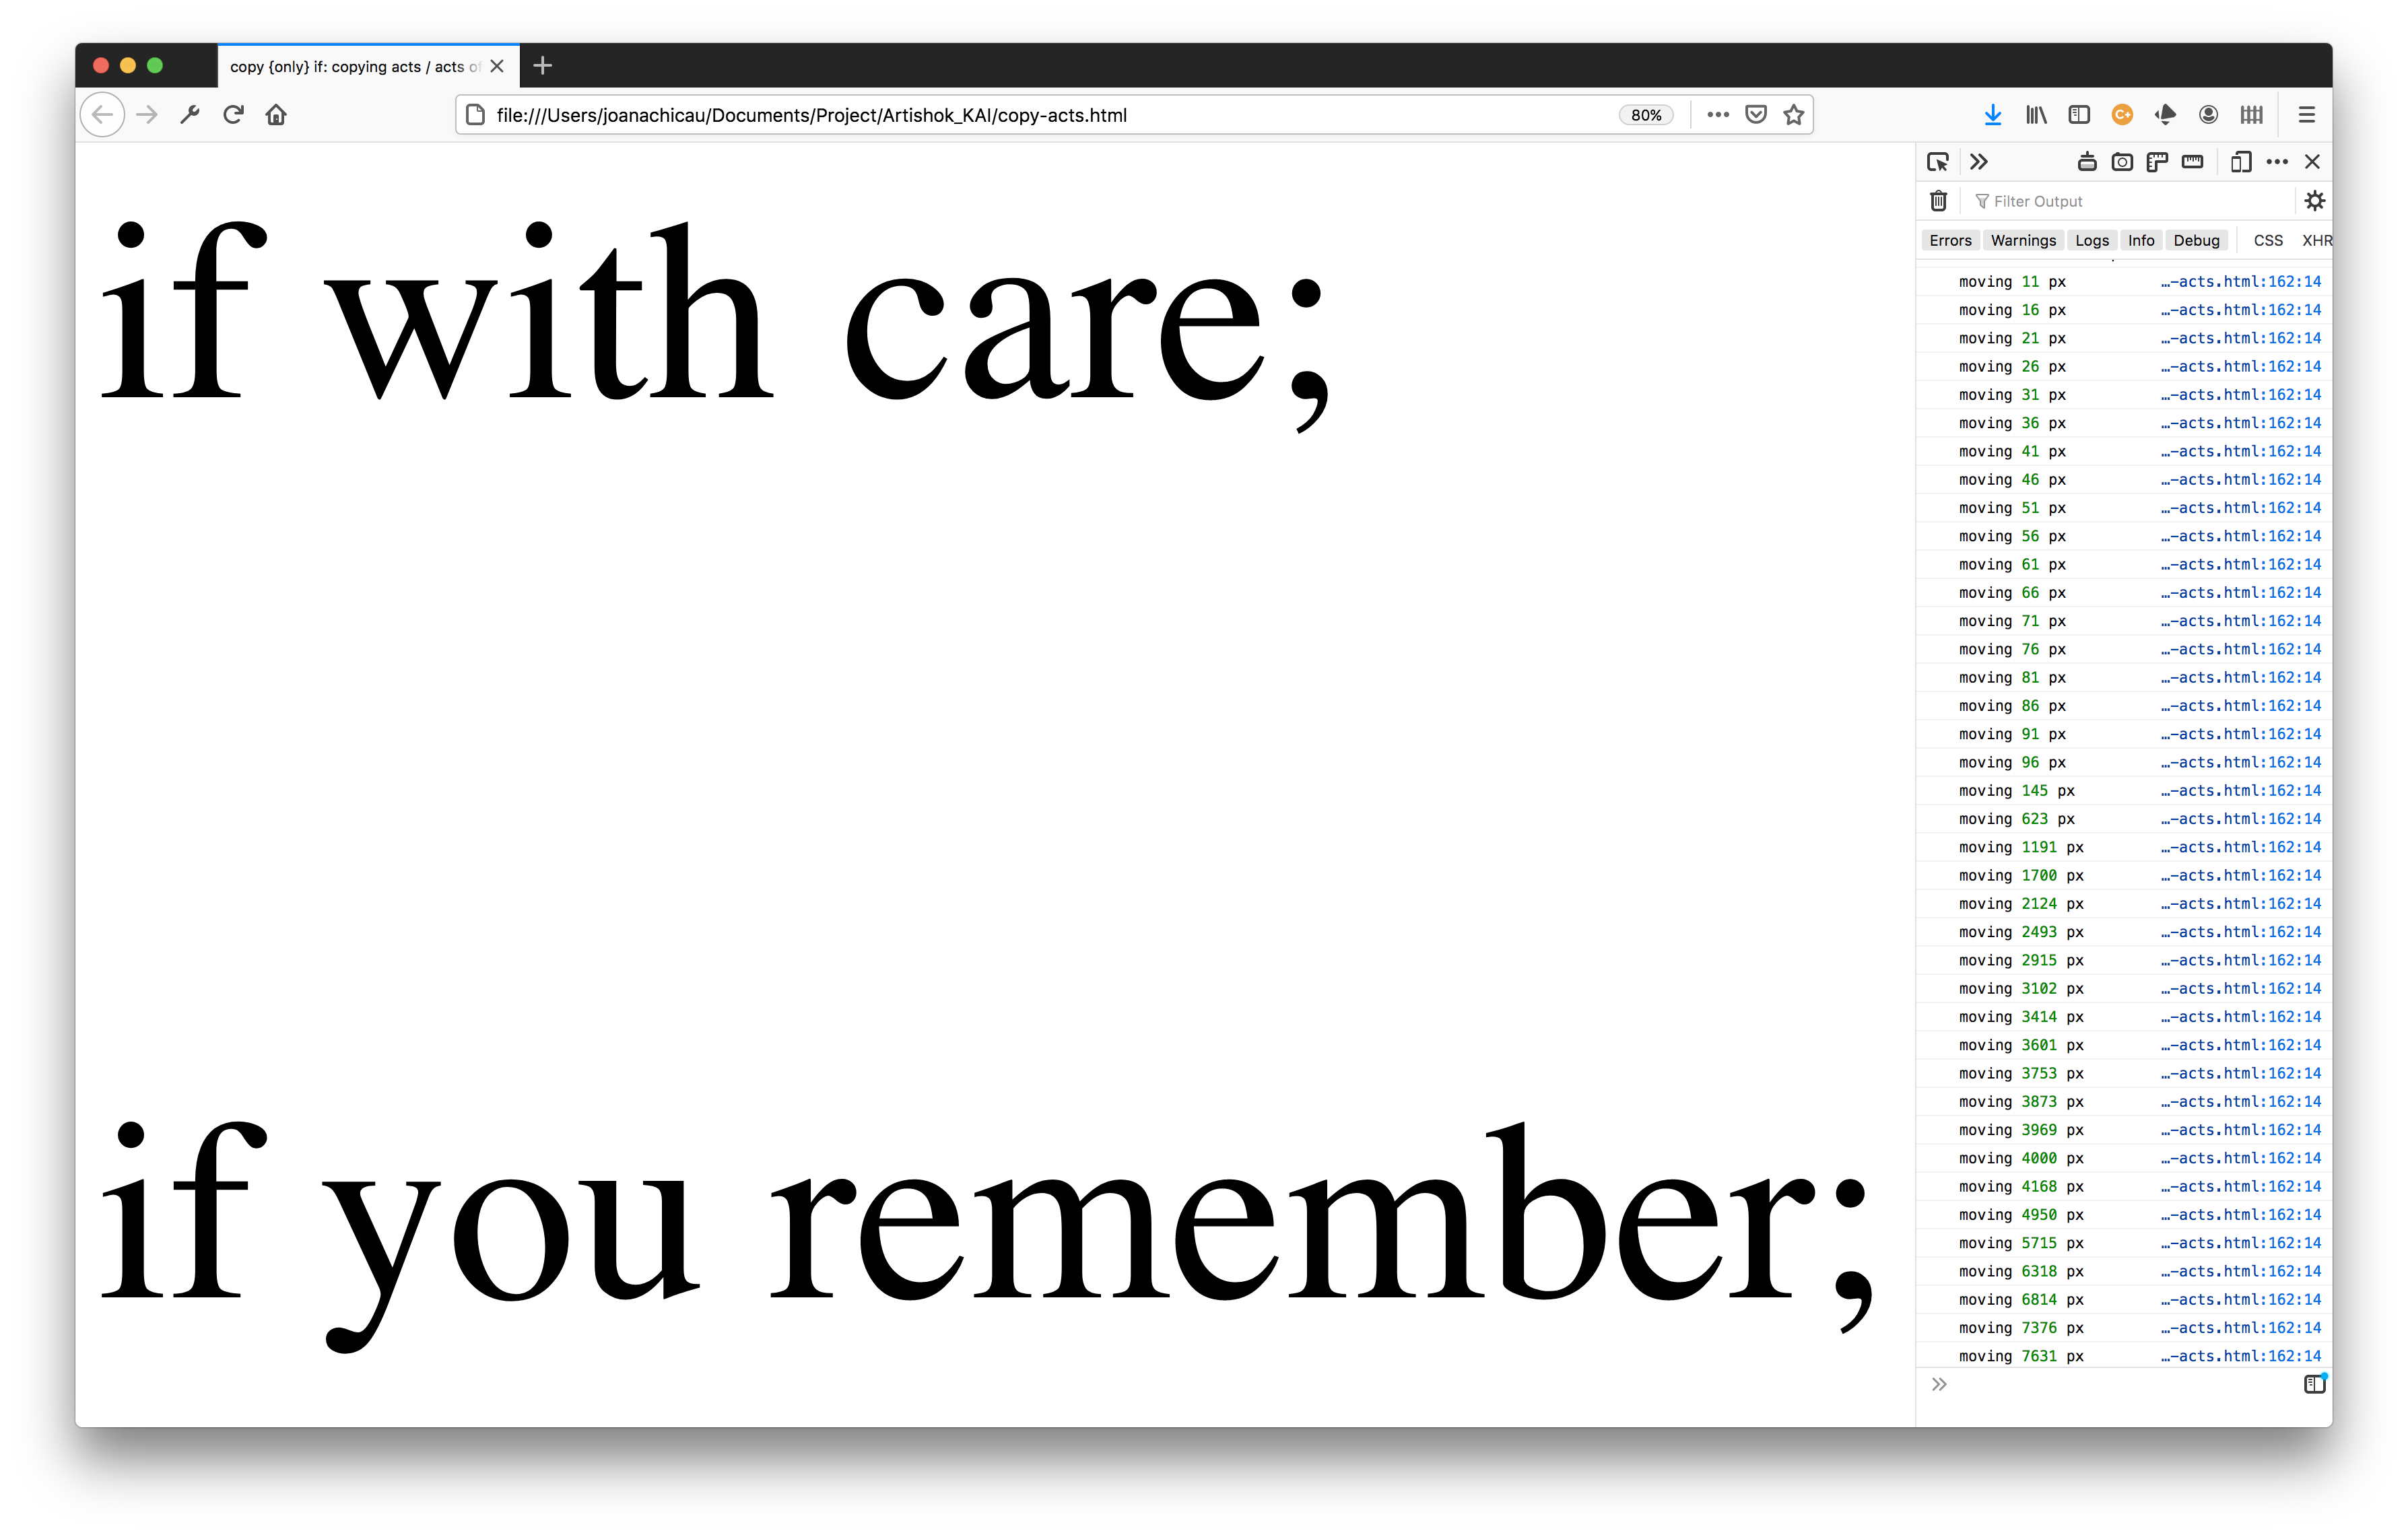 copy {only} if: copying acts / acts of
file:///Users/joanachicau/Documents/Project/Artishok_KAI/copy-acts.html
80%
C+
Filter Output
Errors Warnings Logs Info Debug CSS XHR
if with care;
if you remember;
moving 11 px …-acts.html:162:14
moving 16 px …-acts.html:162:14
moving 21 px …-acts.html:162:14
moving 26 px …-acts.html:162:14
moving 31 px …-acts.html:162:14
moving 36 px …-acts.html:162:14
moving 41 px …-acts.html:162:14
moving 46 px …-acts.html:162:14
moving 51 px …-acts.html:162:14
moving 56 px …-acts.html:162:14
moving 61 px …-acts.html:162:14
moving 66 px …-acts.html:162:14
moving 71 px …-acts.html:162:14
moving 76 px …-acts.html:162:14
moving 81 px …-acts.html:162:14
moving 86 px …-acts.html:162:14
moving 91 px …-acts.html:162:14
moving 96 px …-acts.html:162:14
moving 145 px …-acts.html:162:14
moving 623 px …-acts.html:162:14
moving 1191 px …-acts.html:162:14
moving 1700 px …-acts.html:162:14
moving 2124 px …-acts.html:162:14
moving 2493 px …-acts.html:162:14
moving 2915 px …-acts.html:162:14
moving 3102 px …-acts.html:162:14
moving 3414 px …-acts.html:162:14
moving 3601 px …-acts.html:162:14
moving 3753 px …-acts.html:162:14
moving 3873 px …-acts.html:162:14
moving 3969 px …-acts.html:162:14
moving 4000 px …-acts.html:162:14
moving 4168 px …-acts.html:162:14
moving 4950 px …-acts.html:162:14
moving 5715 px …-acts.html:162:14
moving 6318 px …-acts.html:162:14
moving 6814 px …-acts.html:162:14
moving 7376 px …-acts.html:162:14
moving 7631 px …-acts.html:162:14